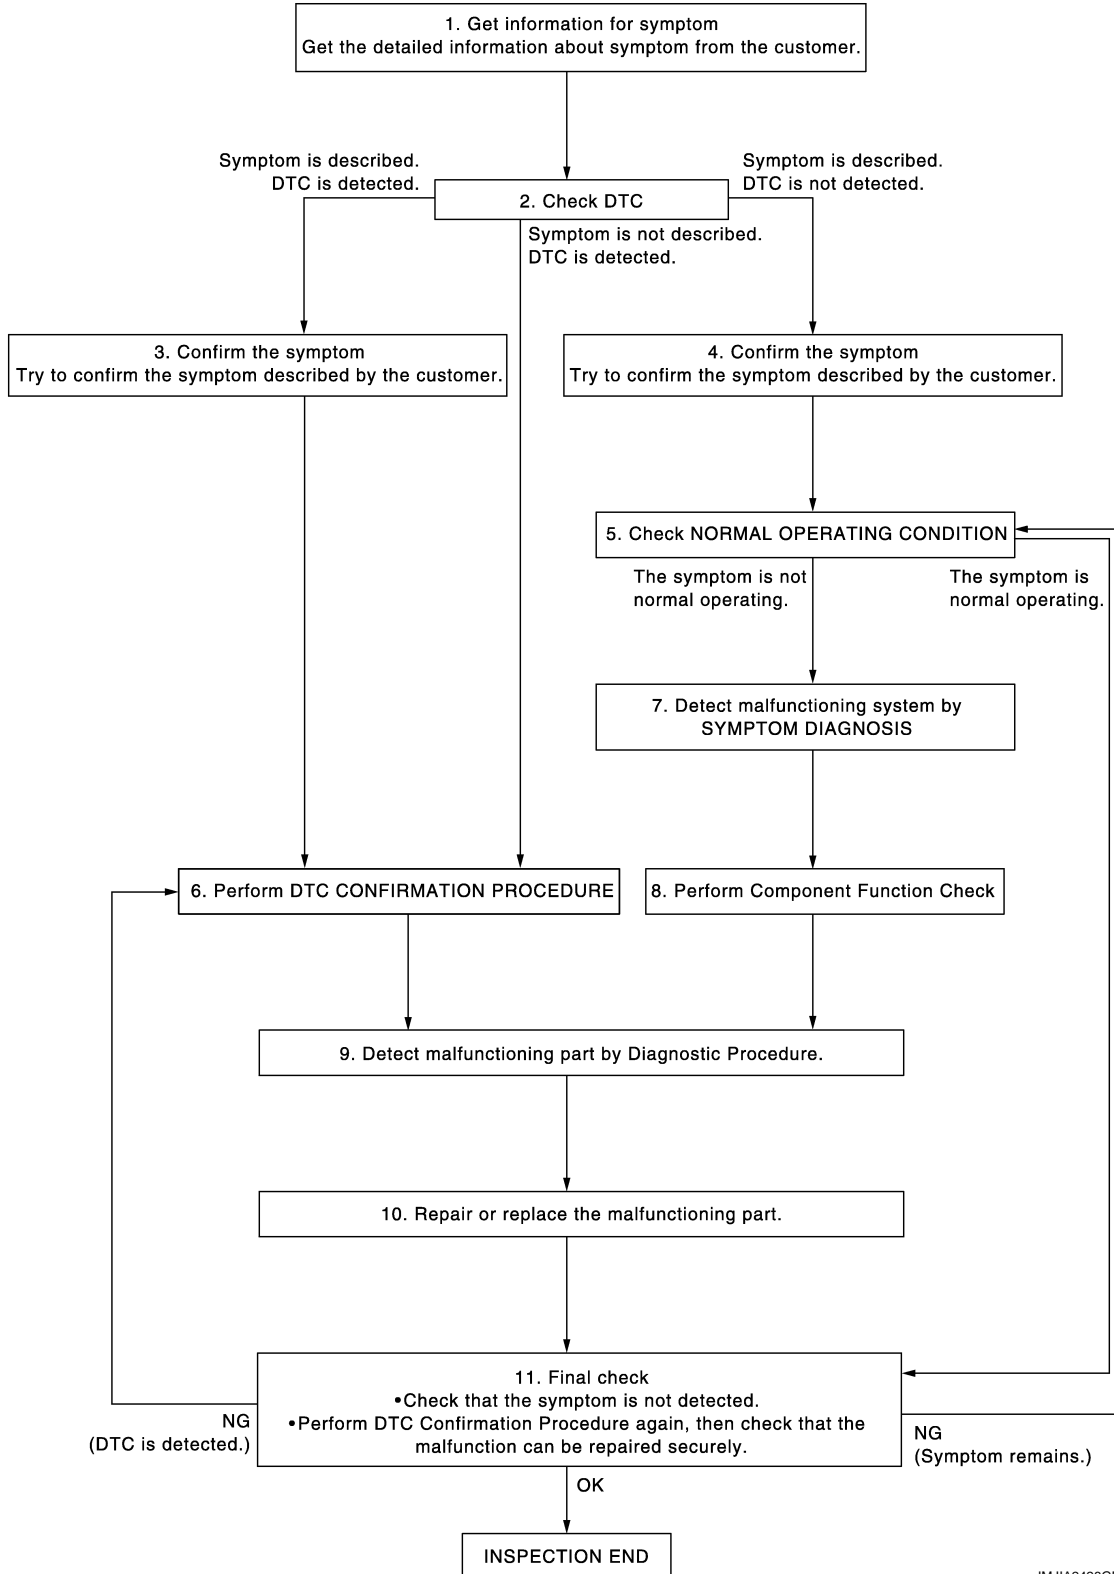 1. Get information for symptom
Get the detailed information about symptom from the customer.
Symptom is described.
DTC is detected.
Symptom is described.
DTC is not detected.
2. Check DTC
Symptom is not described.
DTC is detected.
3. Confirm the symptom
Try to confirm the symptom described by the customer.
4. Confirm the symptom
Try to confirm the symptom described by the customer.
5. Check NORMAL OPERATING CONDITION
The symptom is not
normal operating.
The symptom is
normal operating.
7. Detect malfunctioning system by
SYMPTOM DIAGNOSIS
6. Perform DTC CONFIRMATION PROCEDURE
8. Perform Component Function Check
9. Detect malfunctioning part by Diagnostic Procedure.
10. Repair or replace the malfunctioning part.
11. Final check
•Check that the symptom is not detected.
•Perform DTC Confirmation Procedure again, then check that the
malfunction can be repaired securely.
NG
(DTC is detected.)
NG
(Symptom remains.)
OK
INSPECTION END